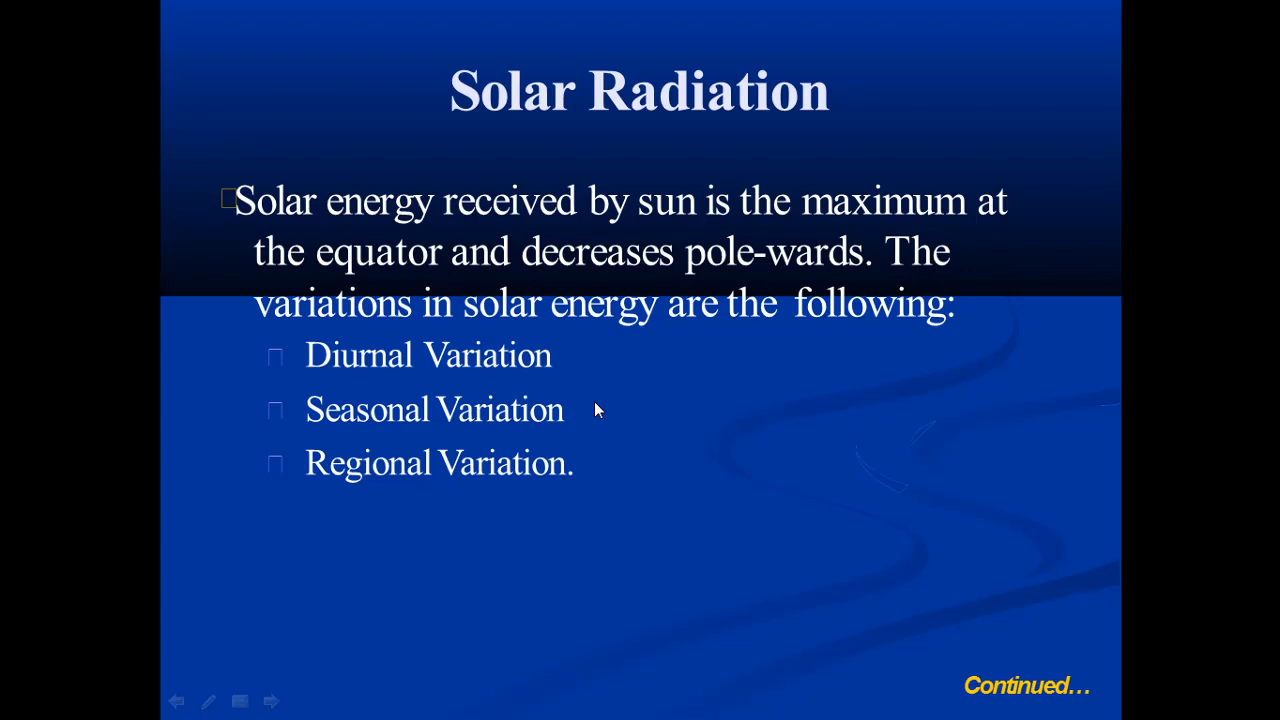 Solar Radiation
Solar energy received by sun is the maximum at
the equator and decreases pole-wards. The
variations in solar energy are the following:
Diurnal Variation
Seasonal Variation
Regional Variation.
Continued…